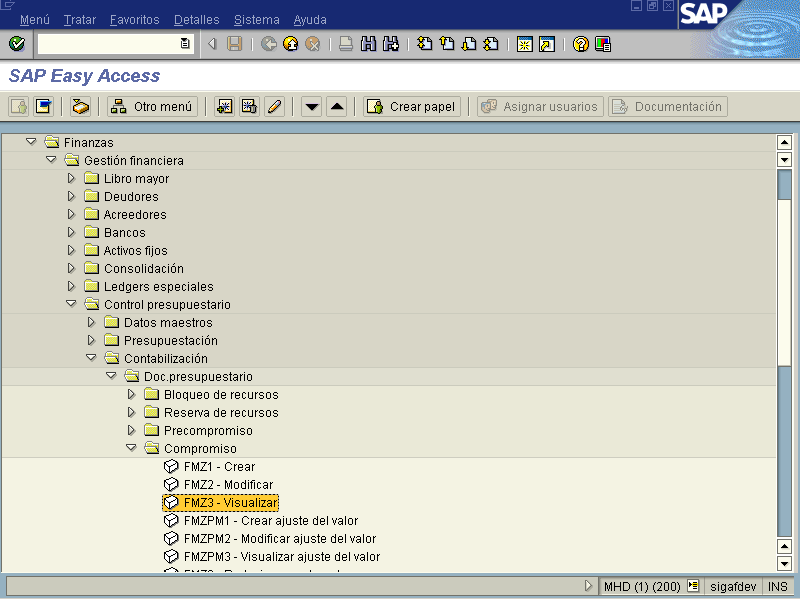 Menú Tratar Favoritos Detalles Sistema Ayuda
SAP
SAP Easy Access
Otro menú Crear papel Asignar usuarios Documentación
Finanzas
Gestión financiera
Libro mayor
Deudores
Acreedores
Bancos
Activos fijos
Consolidación
Ledgers especiales
Control presupuestario
Datos maestros
Presupuestación
Contabilización
Doc.presupuestario
Bloqueo de recursos
Reserva de recursos
Precompromiso
Compromiso
FMZ1 - Crear
FMZ2 - Modificar
FMZ3 - Visualizar
FMZPM1 - Crear ajuste del valor
FMZPM2 - Modificar ajuste del valor
FMZPM3 - Visualizar ajuste del valor
MHD (1) (200) sigafdev INS